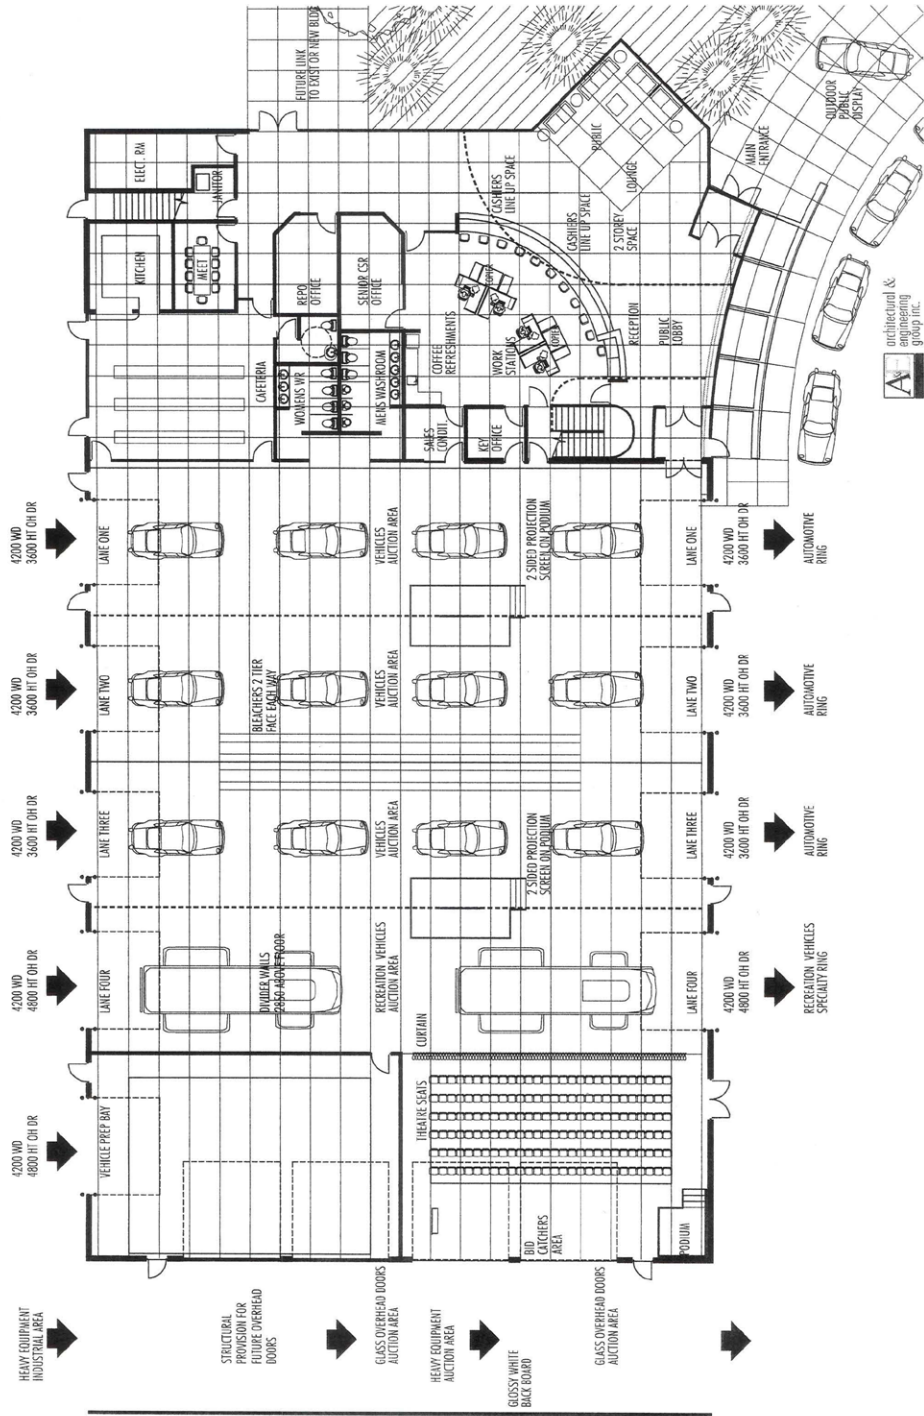 FUTURE LINK
TO EXIST OR NEW BLDG
ELECT. RM
JANITOR
KITCHEN
MEET
REPO
OFFICE
SENIOR CSR
OFFICE
CASHIERS
LINE UP SPACE
CASHIERS
LINE UP SPACE
2 STOREY
SPACE
PUBLIC
LOUNGE
MAIN
ENTRANCE
OUTDOOR
PUBLIC
DISPLAY
CAFETERIA
WOMENS WR
MENS WASHROOM
COFFEE
REFRESHMENTS
WORK
STATIONS
COPIER
COPIER
RECEPTION
PUBLIC
LOBBY
SALES
CONDIT.
KEY
OFFICE
A
architectural &
engineering
group inc.
4200 WD
3600 HT OH DR
LANE ONE
VEHICLES
AUCTION AREA
2 SIDED PROJECTION
SCREEN ON PODIUM
LANE ONE
4200 WD
3600 HT OH DR
AUTOMOTIVE
RING
4200 WD
3600 HT OH DR
LANE TWO
BLEACHERS 2 TIER
FACE EACH WAY
VEHICLES
AUCTION AREA
LANE TWO
4200 WD
3600 HT OH DR
AUTOMOTIVE
RING
4200 WD
3600 HT OH DR
LANE THREE
VEHICLES
AUCTION AREA
2 SIDED PROJECTION
SCREEN ON PODIUM
LANE THREE
4200 WD
3600 HT OH DR
AUTOMOTIVE
RING
4200 WD
4800 HT OH DR
LANE FOUR
DIVIDER WALLS
2850 ABOVE FLOOR
RECREATION VEHICLES
AUCTION AREA
LANE FOUR
4200 WD
4800 HT OH DR
RECREATION VEHICLES
SPECIALTY RING
4200 WD
4800 HT OH DR
VEHICLE PREP BAY
CURTAIN
THEATRE SEATS
BID
CATCHERS
AREA
PODIUM
HEAVY EQUIPMENT
INDUSTRIAL AREA
STRUCTURAL
PROVISION FOR
FUTURE OVERHEAD
DOORS
GLASS OVERHEAD DOORS
AUCTION AREA
HEAVY EQUIPMENT
AUCTION AREA
GLOSSY WHITE
BACK BOARD
GLASS OVERHEAD DOORS
AUCTION AREA